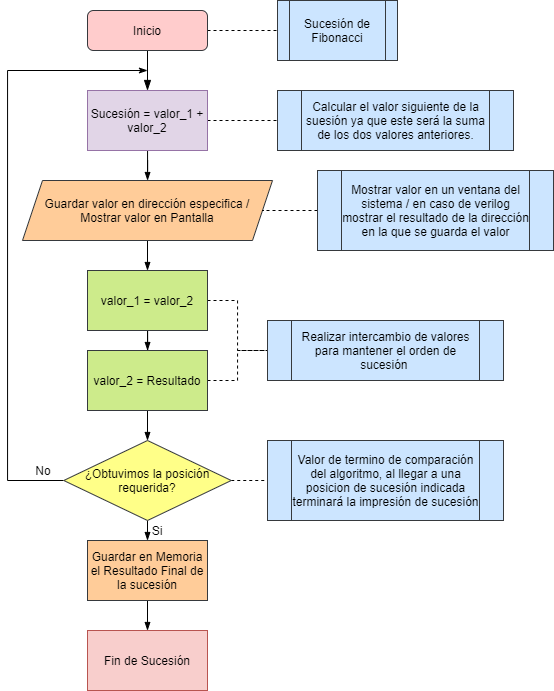 Inicio
Sucesión de
Fibonacci
Sucesión = valor_1 +
valor_2
Calcular el valor siguiente de la
suesión ya que este será la suma
de los dos valores anteriores.
Guardar valor en dirección especifica /
Mostrar valor en Pantalla
Mostrar valor en un ventana del
sistema / en caso de verilog
mostrar el resultado de la dirección
en la que se guarda el valor
valor_1 = valor_2
Realizar intercambio de valores
para mantener el orden de
sucesión
valor_2 = Resultado
No
¿Obtuvimos la posición
requerida?
Valor de termino de comparación
del algoritmo, al llegar a una
posicion de sucesión indicada
terminará la impresión de sucesión
Si
Guardar en Memoria
el Resultado Final de
la sucesión
Fin de Sucesión